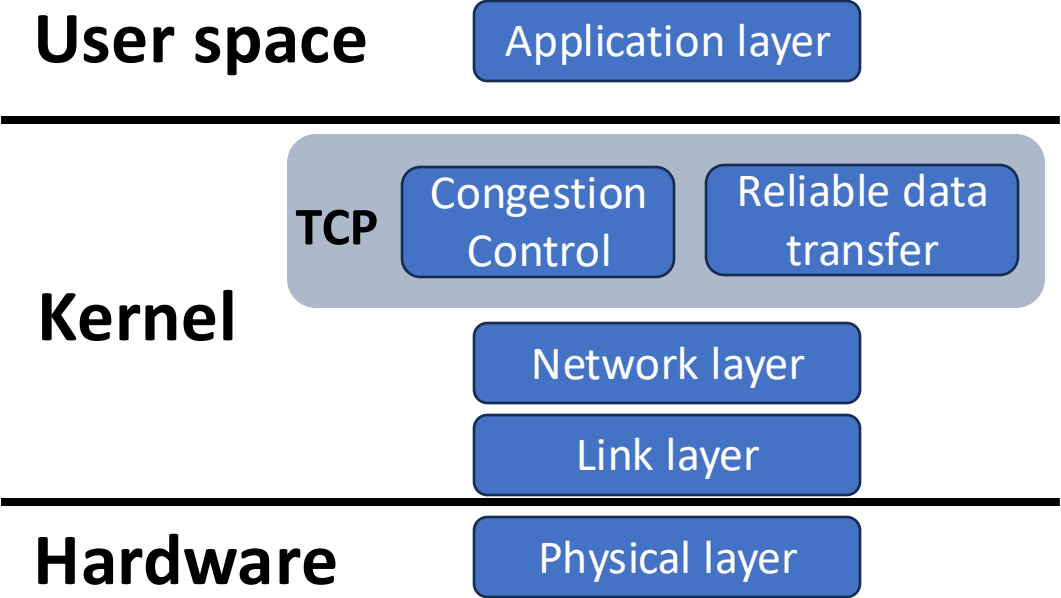 User space
Application layer
TCP
Congestion
Control
Reliable data
transfer
Kernel
Network layer
Link layer
Hardware
Physical layer